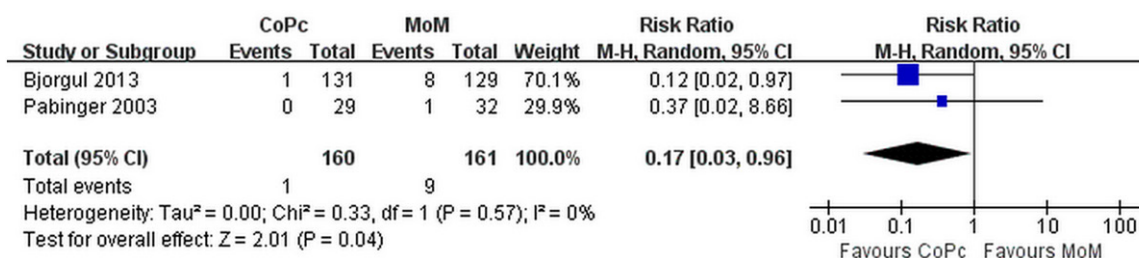 CoPc MoM Risk Ratio Risk Ratio
Study or Subgroup Events Total Events Total Weight M-H, Random, 95% CI M-H, Random, 95% CI
Bjorgul 2013 1 131 8 129 70.1% 0.12 [0.02, 0.97]
Pabinger 2003 0 29 1 32 29.9% 0.37 [0.02, 8.66]
Total (95% CI) 160 161 100.0% 0.17 [0.03, 0.96]
Total events 1 9
Heterogeneity: Tau² = 0.00; Chi² = 0.33, df = 1 (P = 0.57); I² = 0%
Test for overall effect: Z = 2.01 (P = 0.04)
0.01 0.1 1 10 100
Favours CoPc Favours MoM